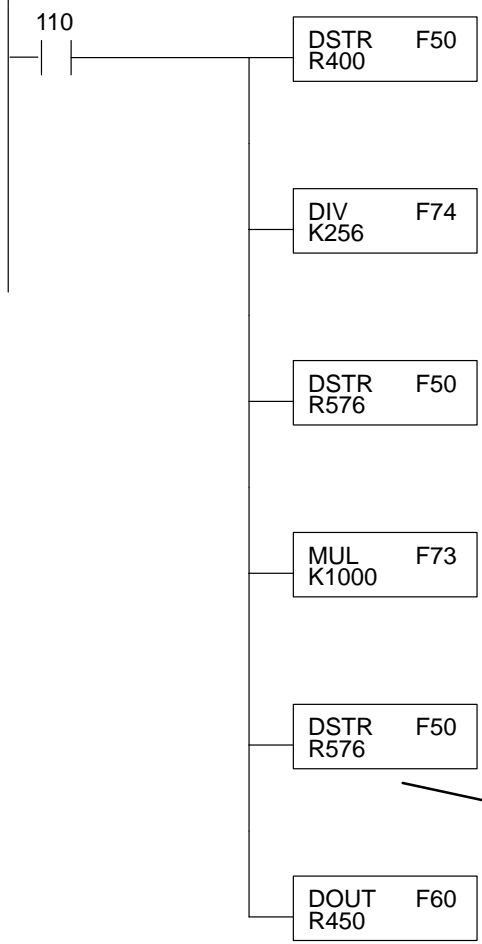 110
DSTR F50
R400
DIV F74
K256
DSTR F50
R576
MUL F73
K1000
DSTR F50
R576
DOUT F60
R450